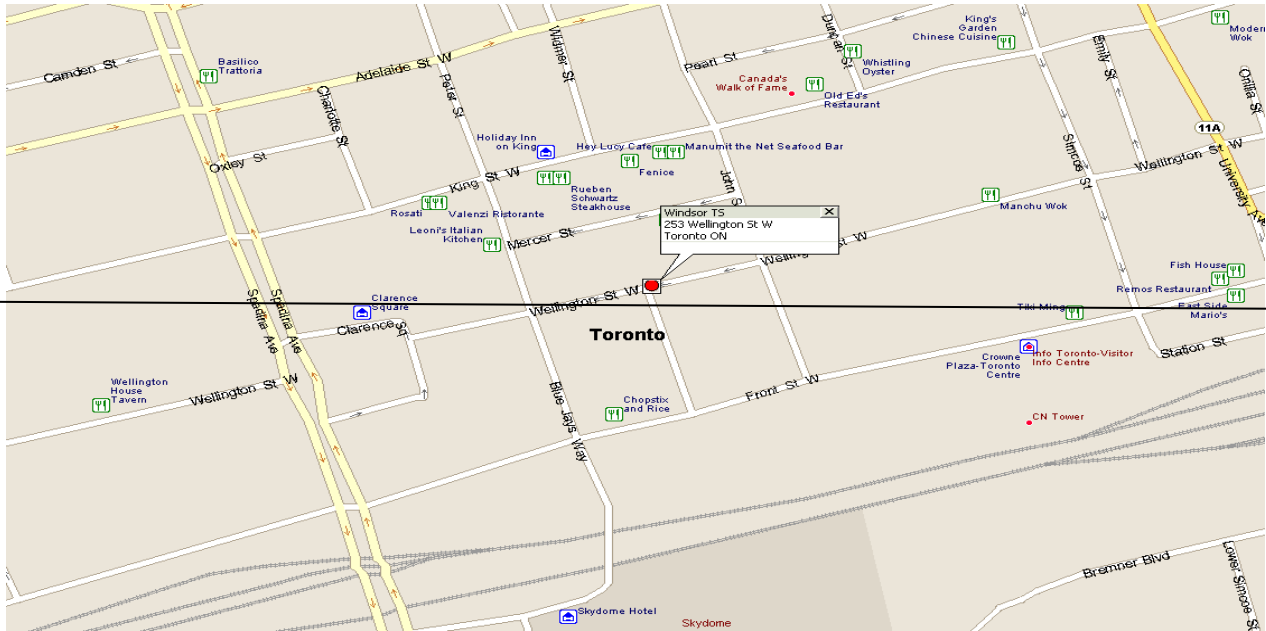 King's
Garden
Chinese Cuisine
Modern
Wok
Duncan St
Widmer St
Emily St
Orillia St
Basilico
Trattoria
Camden St
Adelaide St W
Peter St
Pearl St
Whistling
Oyster
Canada's
Walk of Fame
Old Ed's
Restaurant
Charlotte St
11A
Holiday Inn
on King
Hey Lucy Cafe
Manumit the Net Seafood Bar
Simcoe St
Wellington St W
Oxley St
Fenice
King St W
Rueben
Schwartz
Steakhouse
John S
University Ave
Rosati
Valenzi Ristorante
Manchu Wok
Windsor TS
253 Wellington St W
Toronto ON
Leoni's Italian
Kitchen
Mercer St
Wellin
t W
Fish House
Remos Restaurant
Wellington St W
Clarence
Square
Tiki Ming
East Side
Mario's
Spadina Ave
Spadina Ave
Clarence Sq
Toronto
Station St
Info Toronto-Visitor
Info Centre
Crowne
Plaza-Toronto
Centre
Wellington
House
Tavern
Wellington St W
Front St W
Blue Jays Way
Chopstix
and Rice
CN Tower
Bremner Blvd
Lower Simcoe St
Skydome Hotel
Skydome